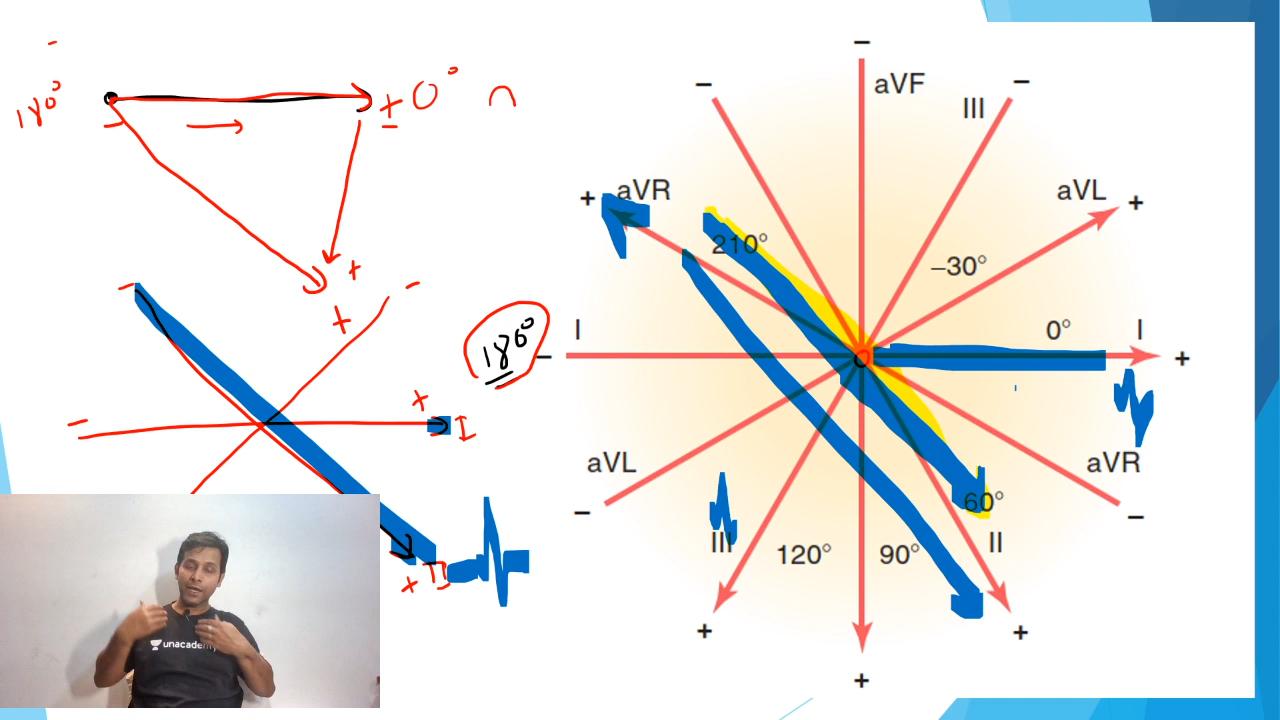 180°
- ± 0°
+
+
- + -
- + I
+ II
180°
unacademy
-
aVF
- -
III
+ aVR aVL +
210° -30°
I 0° I
- +
aVL aVR
- 60° -
III 120° 90° II
+ +
+